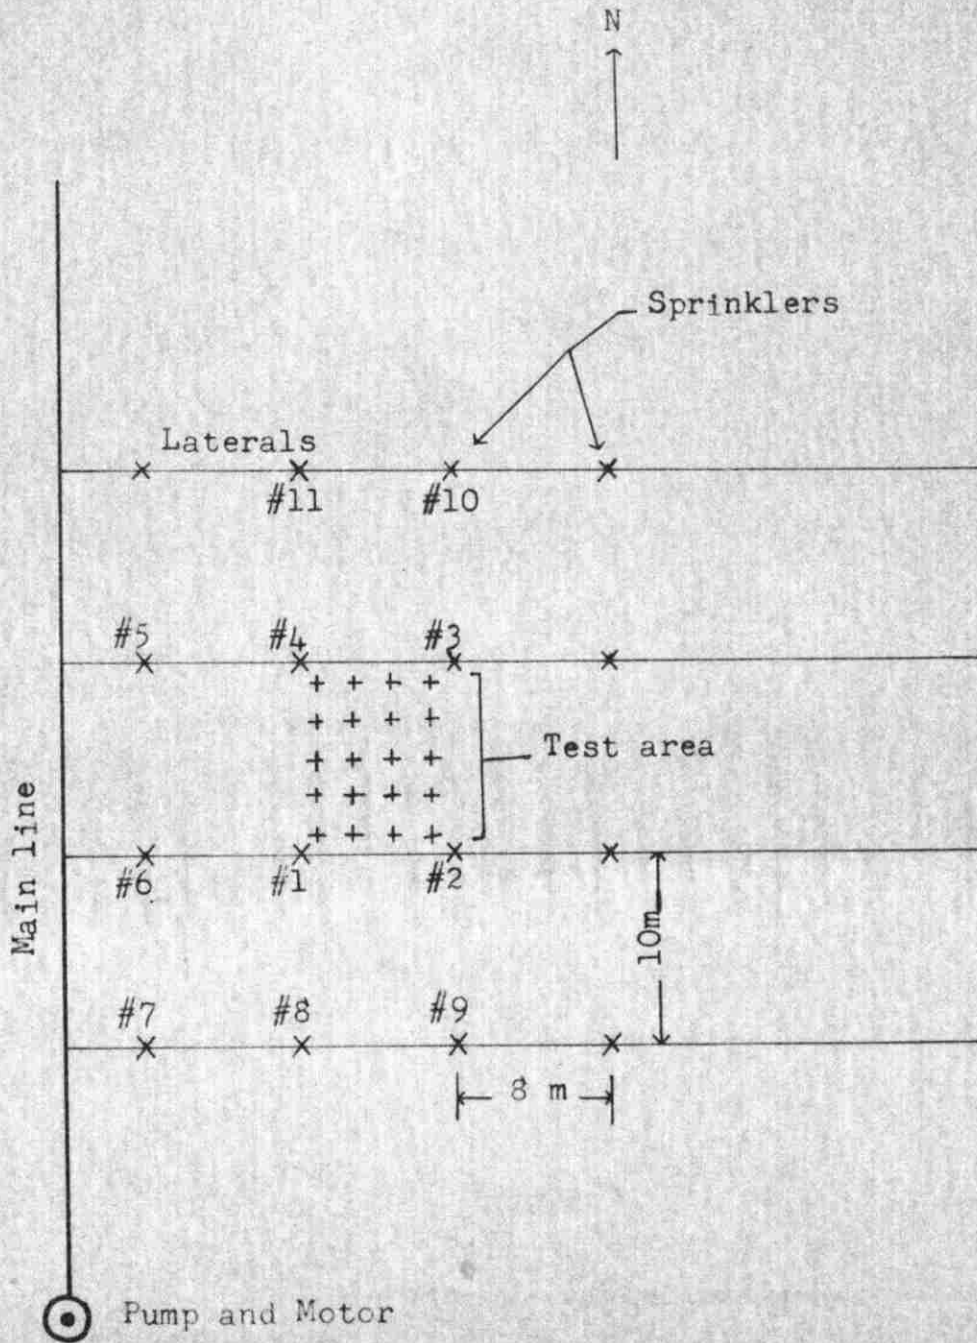 N
Sprinklers
Laterals
#11 #10
#5 #4 #3
Test area
Main line
#6 #1 #2
10m
#7 #8 #9
8 m
Pump and Motor